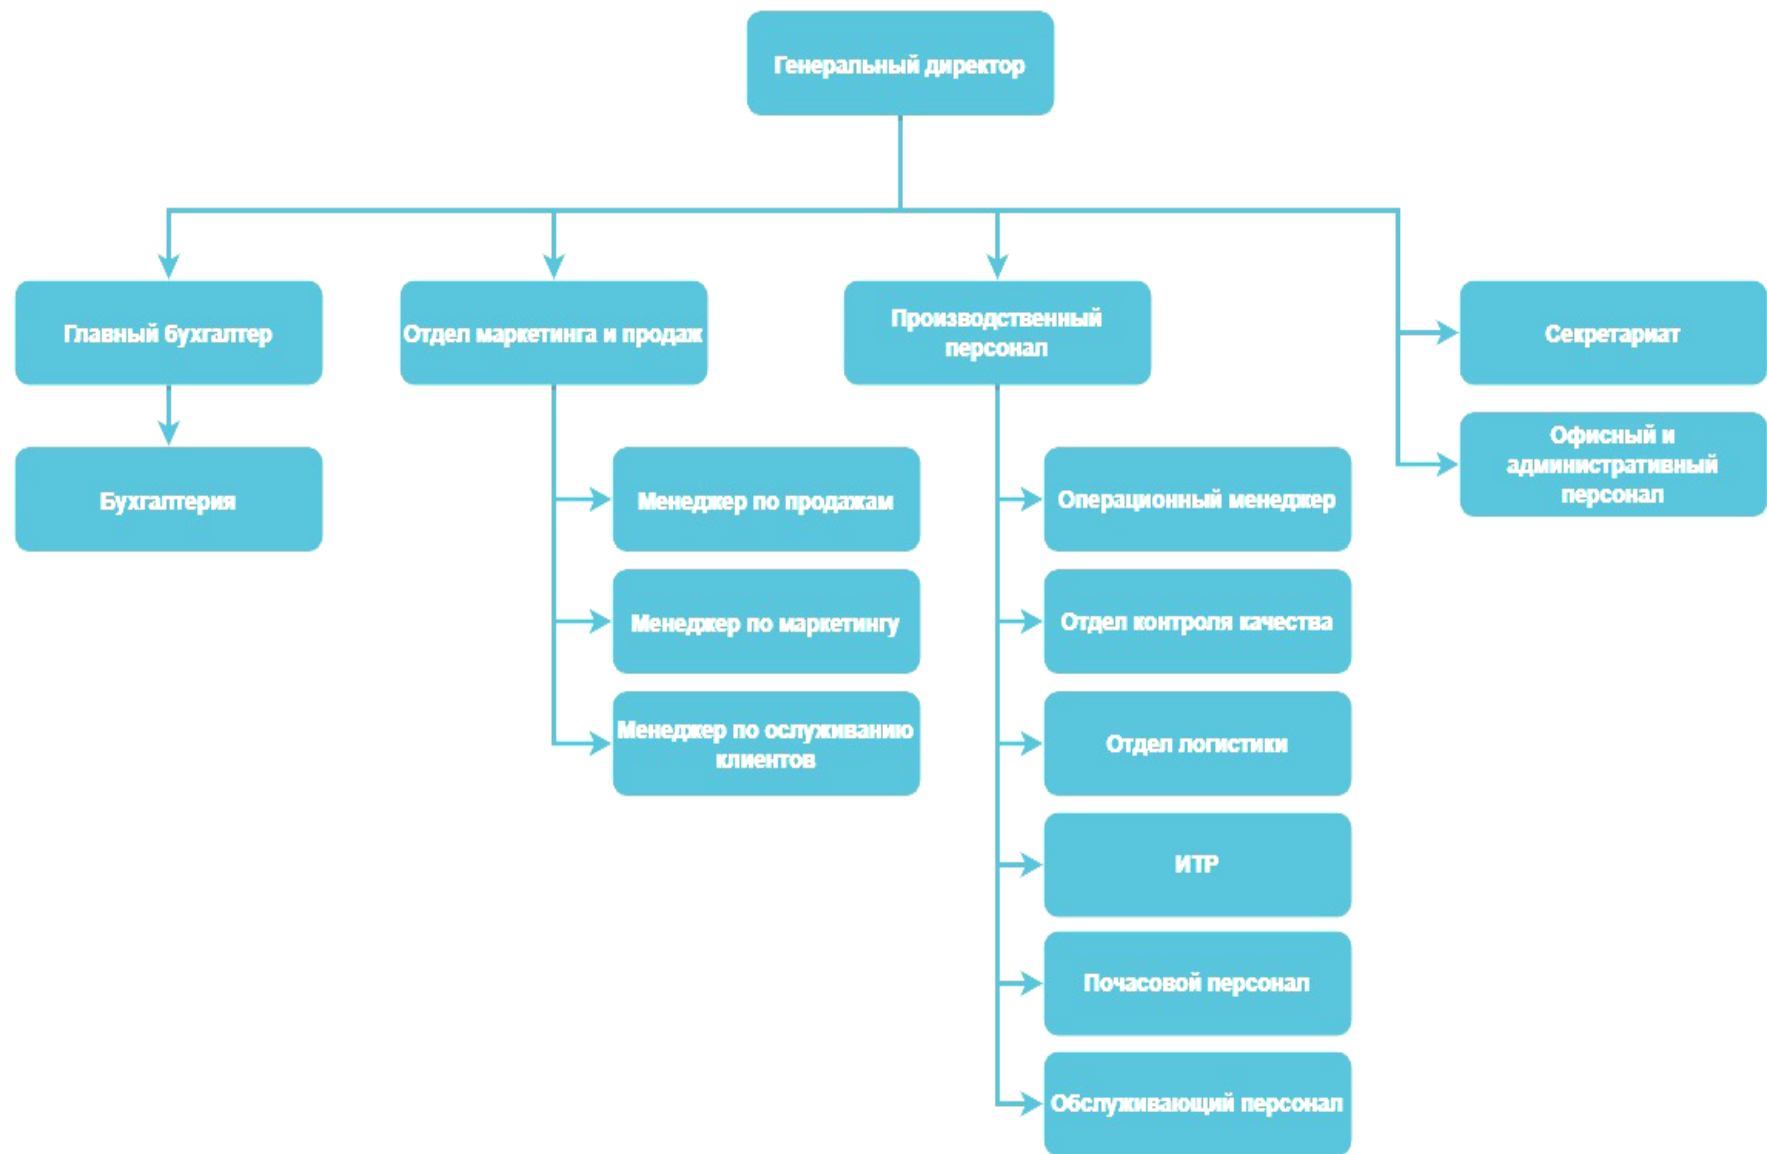 Генеральный директор
Главный бухгалтер
Отдел маркетинга и продаж
Производственный
персонал
Секретариат
Офисный и
административный
персонал
Бухгалтерия
Менеджер по продажам
Менеджер по маркетингу
Менеджер по ослуживанию
клиентов
Операционный менеджер
Отдел контроля качества
Отдел логистики
ИТР
Почасовой персонал
Обслуживающий персонал